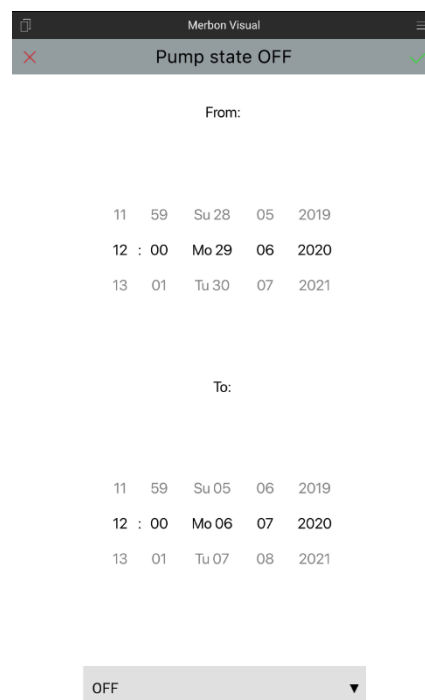 Merbon Visual
Pump state OFF
From:
11 59 Su 28 05 2019
12 : 00 Mo 29 06 2020
13 01 Tu 30 07 2021
To:
11 59 Su 05 06 2019
12 : 00 Mo 06 07 2020
13 01 Tu 07 08 2021
OFF